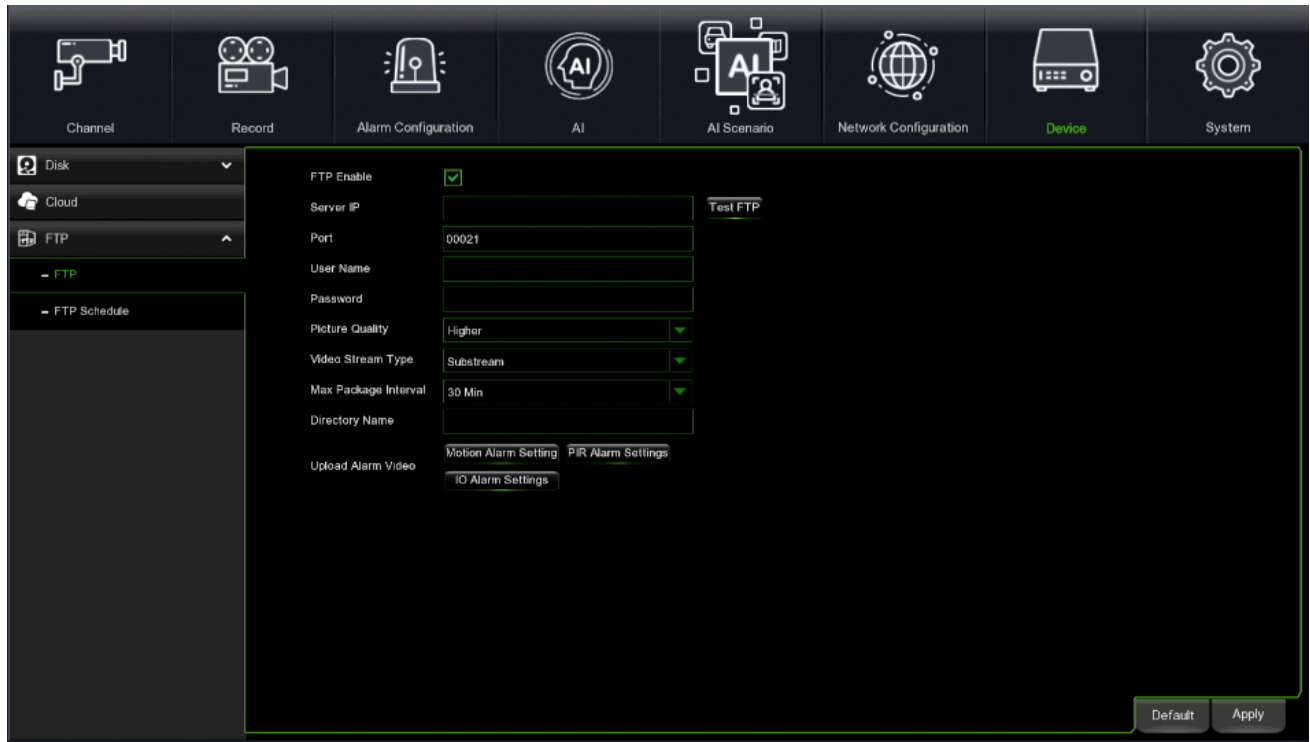 Channel Record Alarm Configuration AI AI Scenario Network Configuration Device System
Disk
Cloud
FTP
FTP
FTP Schedule
FTP Enable
Server IP Test FTP
Port 00021
User Name
Password
Picture Quality Higher
Video Stream Type Substream
Max Package Interval 30 Min
Directory Name
Upload Alarm Video Motion Alarm Setting PIR Alarm Settings
IO Alarm Settings
Default Apply